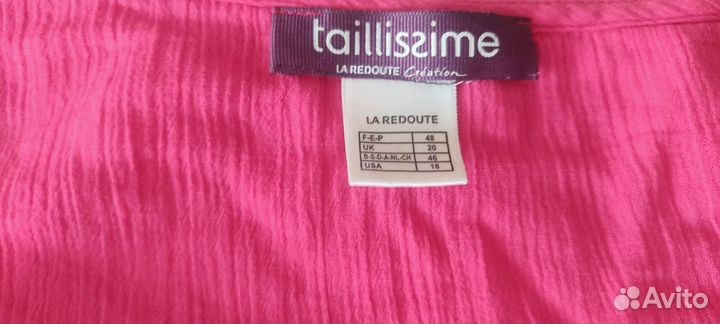 taillissime
LA REDOUTE Création
LA REDOUTE
F-E-P 48
UK 20
B-S-D-A-NL-CH 46
USA 18
Avito